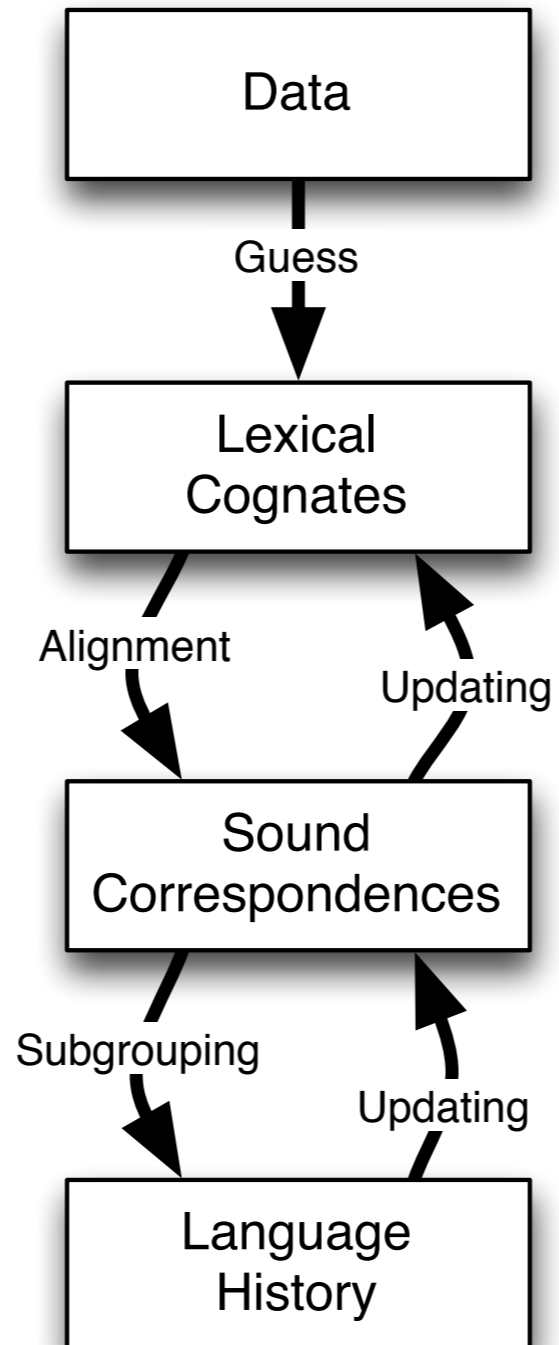 Data
Guess
Lexical
Cognates
Alignment
Updating
Sound
Correspondences
Subgrouping
Updating
Language
History